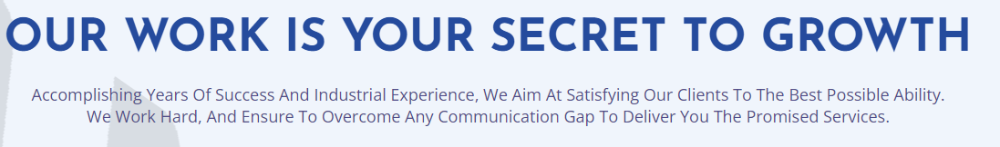 OUR WORK IS YOUR SECRET TO GROWTH
Accomplishing Years Of Success And Industrial Experience, We Aim At Satisfying Our Clients To The Best Possible Ability.
We Work Hard, And Ensure To Overcome Any Communication Gap To Deliver You The Promised Services.